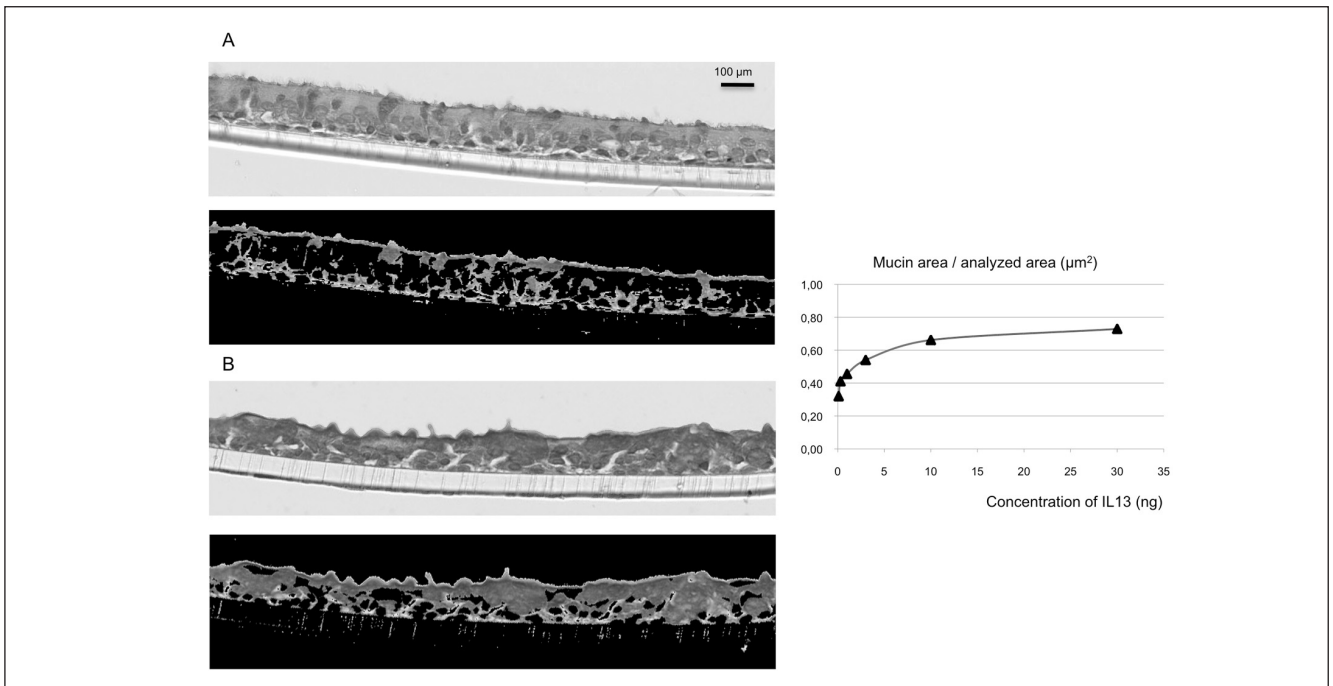 A
100 µm
B
Mucin area / analyzed area (µm²)
1,00
0,80
0,60
0,40
0,20
0,00
0 5 10 15 20 25 30 35
Concentration of IL13 (ng)